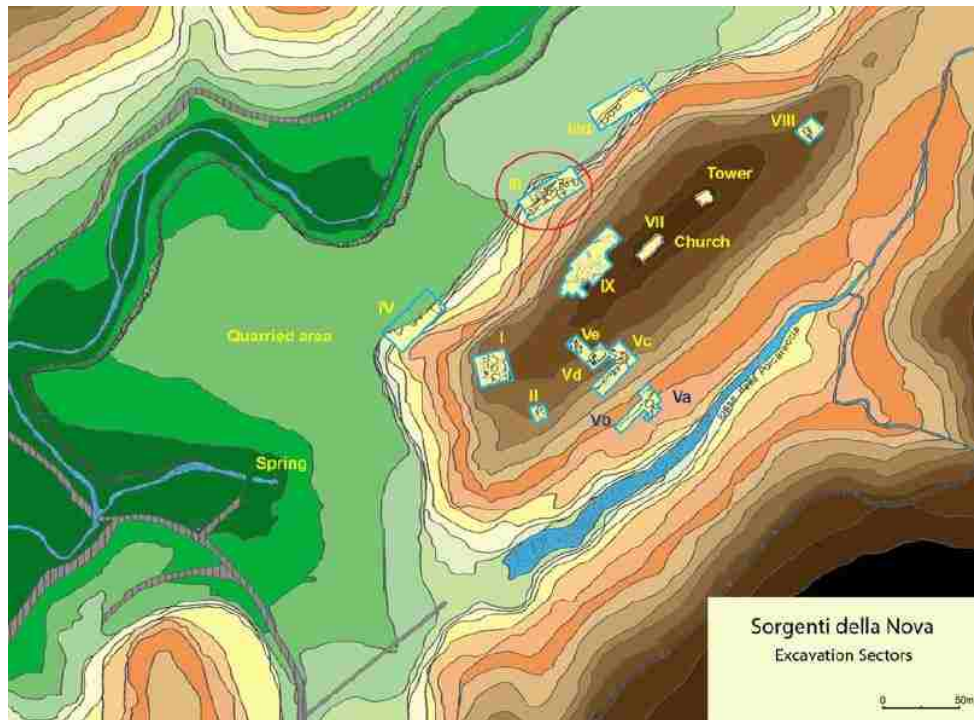 VIII
III
Tower
VII
Church
IX
IV
Quarried area
I
Ve
Vc
Vd
II
Va
Vb
Spring
Sorgenti della Nova
Excavation Sectors
0 50m